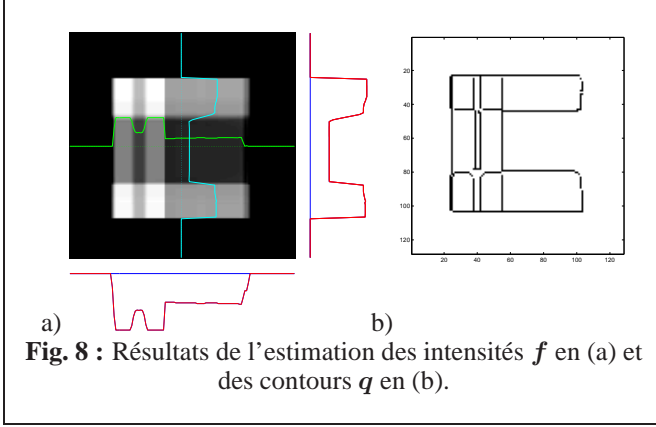 20
40
60
80
100
120
20 40 60 80 100 120
a) b)
Fig. 8 : Résultats de l'estimation des intensités f en (a) et
des contours q en (b).